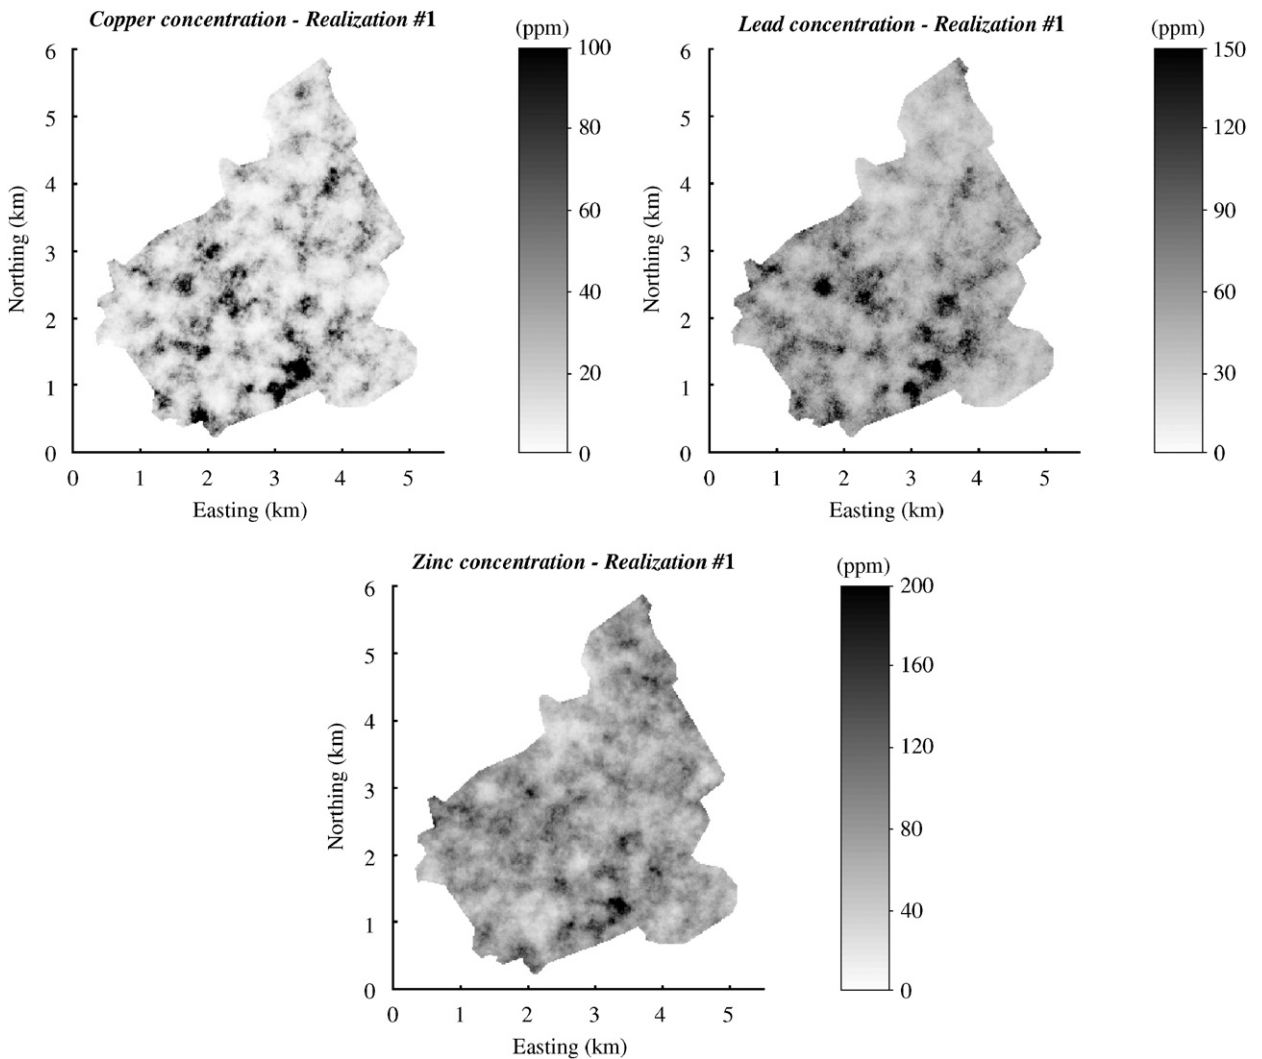 Copper concentration - Realization #1
(ppm)
6
5
4
3
2
1
0
Northing (km)
0 1 2 3 4 5
Easting (km)
100
80
60
40
20
0
Lead concentration - Realization #1
(ppm)
6
5
4
3
2
1
0
Northing (km)
0 1 2 3 4 5
Easting (km)
150
120
90
60
30
0
Zinc concentration - Realization #1
(ppm)
6
5
4
3
2
1
0
Northing (km)
0 1 2 3 4 5
Easting (km)
200
160
120
80
40
0